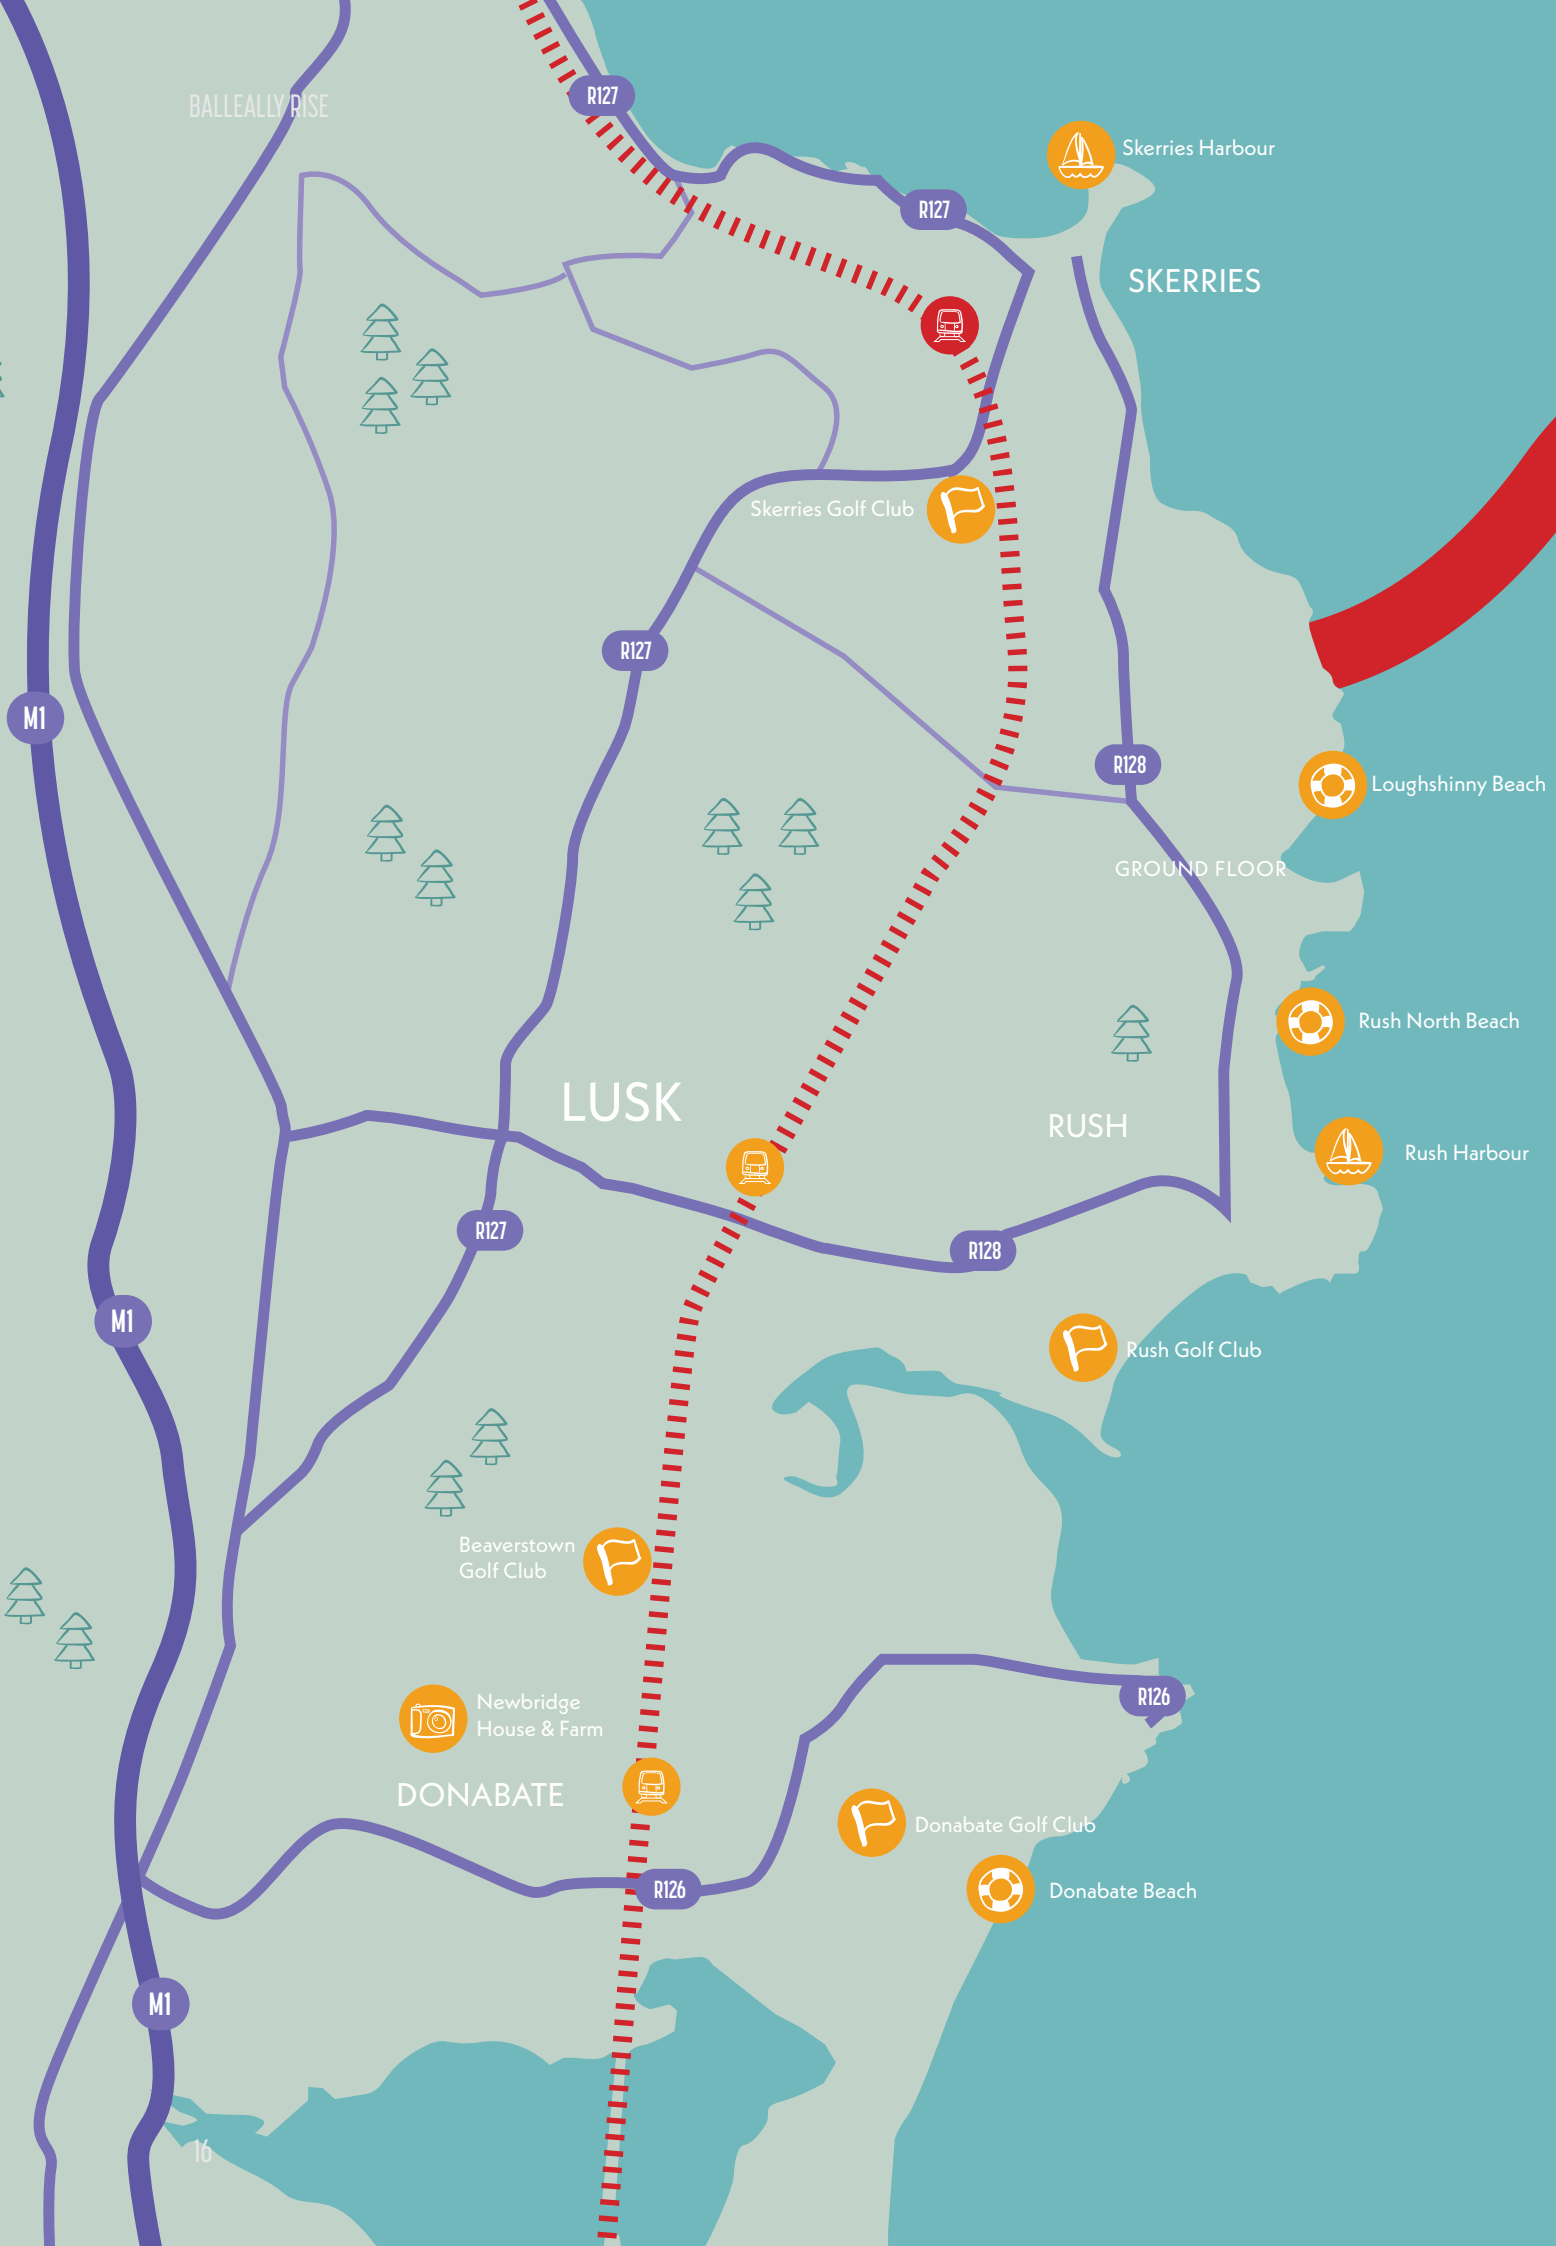 R127
BALLEALLY RISE
Skerries Harbour
R127
SKERRIES
Skerries Golf Club
R127
M1
R128
Loughshinny Beach
GROUND FLOOR
Rush North Beach
LUSK
RUSH
Rush Harbour
R127
R128
M1
Rush Golf Club
Beaverstown
Golf Club
R126
Newbridge
House & Farm
DONABATE
Donabate Golf Club
R126
Donabate Beach
M1
16